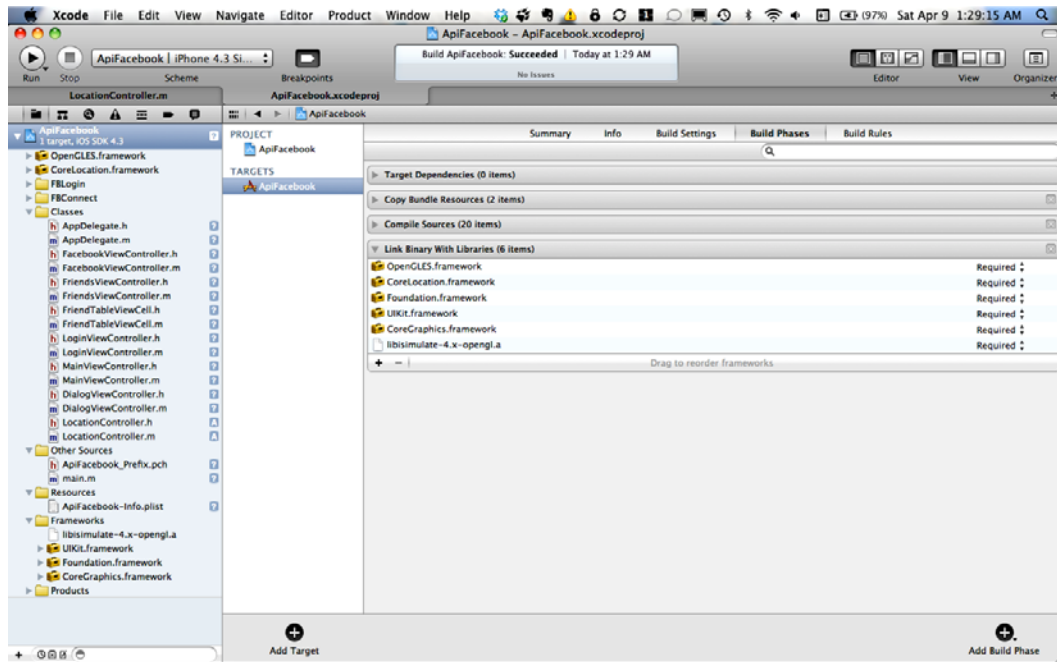 Xcode File Edit View Navigate Editor Product Window Help (97%) Sat Apr 9 1:29:15 AM
ApiFacebook – ApiFacebook.xcodeproj
ApiFacebook | iPhone 4.3 Si...
Build ApiFacebook: Succeeded | Today at 1:29 AM
No Issues
Run Stop Scheme Breakpoints Editor View Organizer
LocationController.m ApiFacebook.xcodeproj
ApiFacebook
ApiFacebook
1 target, iOS SDK 4.3
OpenGLES.framework
CoreLocation.framework
FBLogin
FBConnect
Classes
AppDelegate.h
AppDelegate.m
FacebookViewController.h
FacebookViewController.m
FriendsViewController.h
FriendsViewController.m
FriendTableViewCell.h
FriendTableViewCell.m
LoginViewController.h
LoginViewController.m
MainViewController.h
MainViewController.m
DialogViewController.h
DialogViewController.m
LocationController.h
LocationController.m
Other Sources
ApiFacebook_Prefix.pch
main.m
Resources
ApiFacebook-Info.plist
Frameworks
libisimulate-4.x-opengl.a
UIKit.framework
Foundation.framework
CoreGraphics.framework
Products
PROJECT
ApiFacebook
TARGETS
ApiFacebook
Summary Info Build Settings Build Phases Build Rules
Target Dependencies (0 items)
Copy Bundle Resources (2 items)
Compile Sources (20 items)
Link Binary With Libraries (6 items)
OpenGLES.framework Required
CoreLocation.framework Required
Foundation.framework Required
UIKit.framework Required
CoreGraphics.framework Required
libisimulate-4.x-opengl.a Required
+ − Drag to reorder frameworks
Add Target Add Build Phase